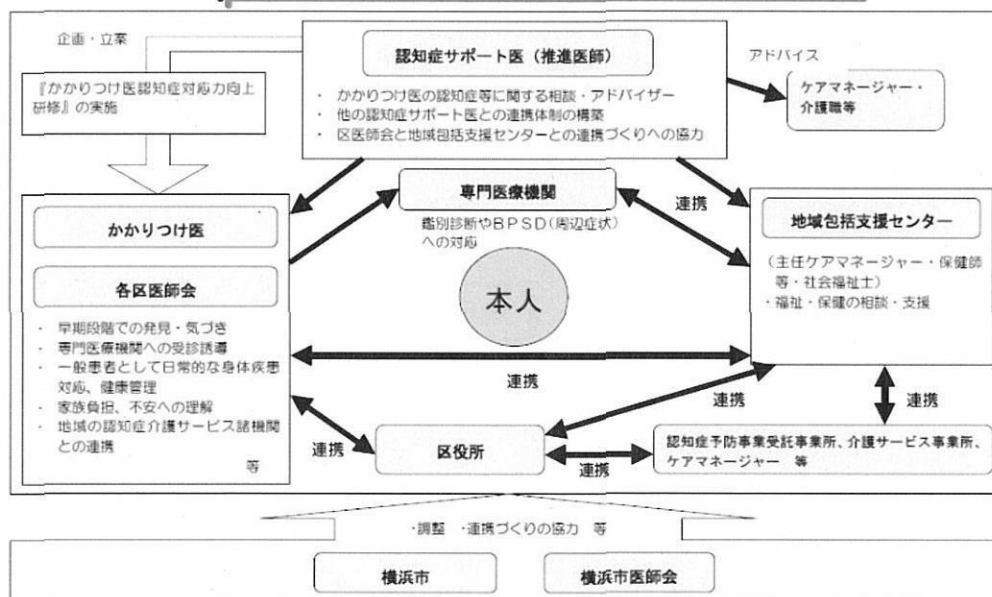 企画・立案
『かかりつけ医認知症対応力向上
研修』の実施
認知症サポート医（推進医師）
・ かかりつけ医の認知症等に関する相談・アドバイザー
・ 他の認知症サポート医との連携体制の構築
・ 区医師会と地域包括支援センターとの連携づくりへの協力
アドバイス
ケアマネージャー・
介護職等
専門医療機関
鑑別診断やＢＰＳＤ（周辺症状）
への対応
連携
かかりつけ医
各区医師会
・ 早期段階での発見・気づき
・ 専門医療機関への受診誘導
・ 一般患者として日常的な身体疾患
対応、健康管理
・ 家族負担、不安への理解
・ 地域の認知症介護サービス諸機関
との連携
等
本人
地域包括支援センター
（主任ケアマネージャー・保健師
等・社会福祉士）
・福祉・保健の相談・支援
連携
連携
連携
連携
区役所
連携
認知症予防事業受託事業所、介護サービス事業所、
ケアマネージャー 等
・調整 ・連携づくりの協力 等
横浜市
横浜市医師会